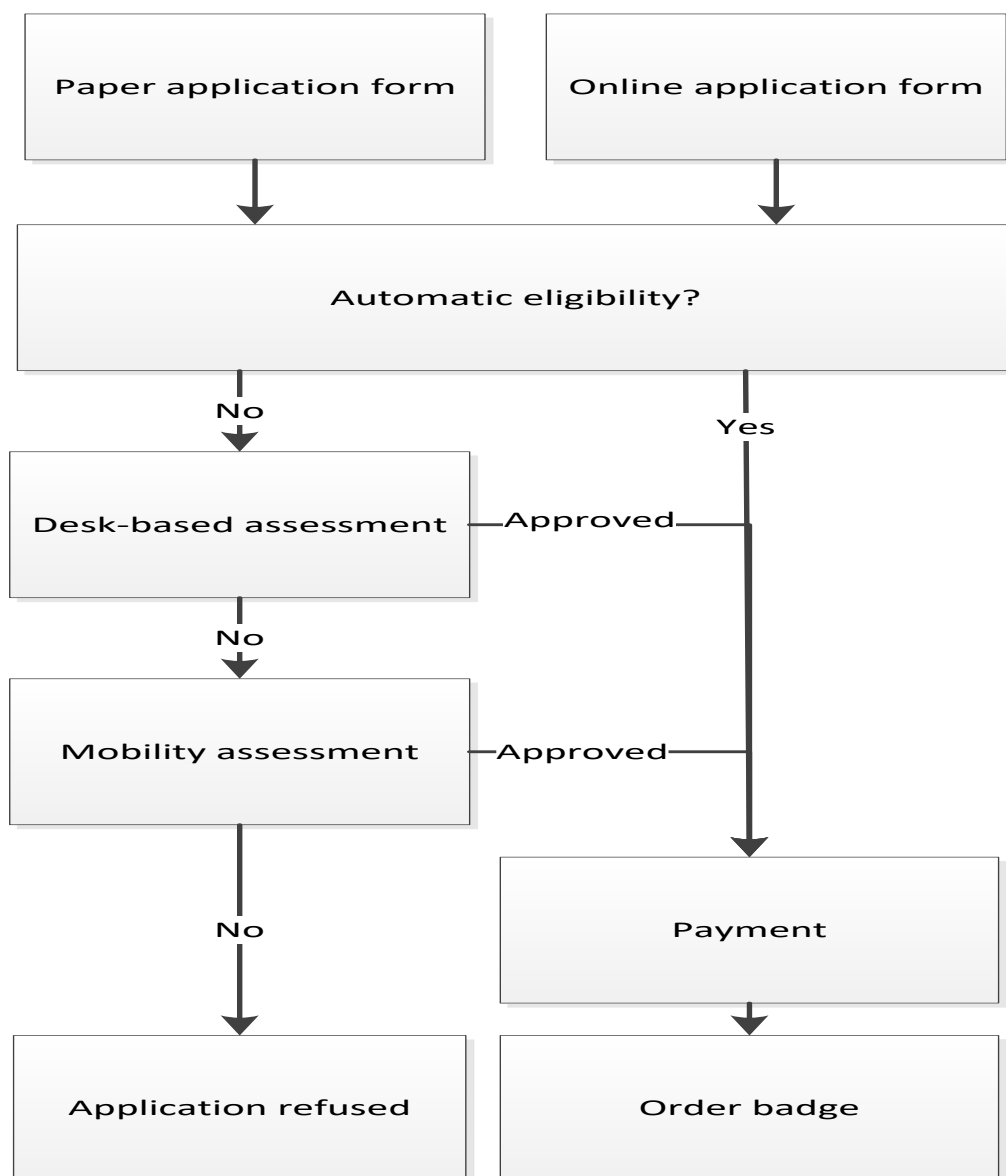 Paper application form
Online application form
Automatic eligibility?
No
Yes
Desk-based assessment
Approved
No
Mobility assessment
Approved
No
Payment
Application refused
Order badge